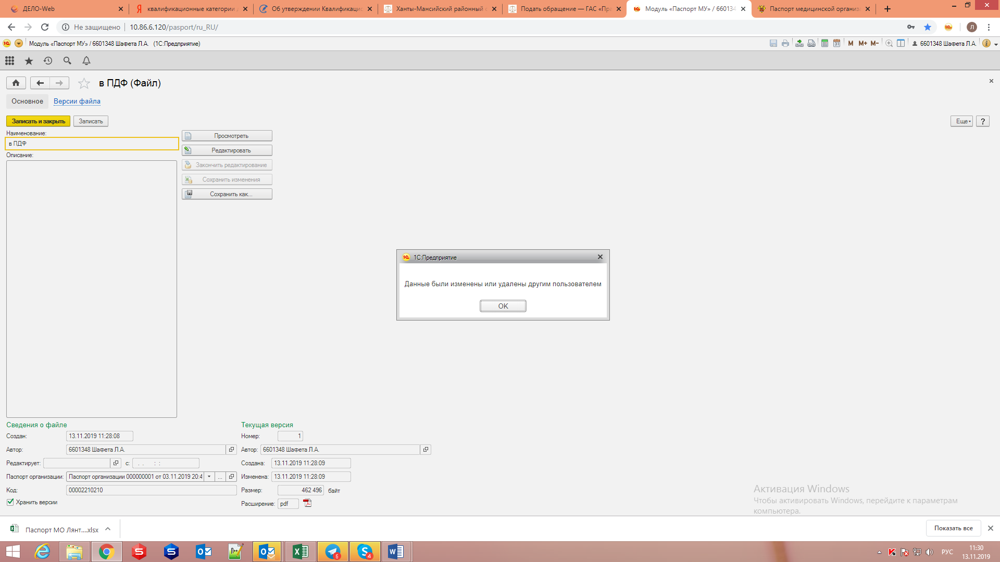 ДЕЛО-Web
квалификационные категории
Об утверждении Квалификаци
Ханты-Мансийский районный
Подать обращение — ГАС «Пра
Модуль «Паспорт МУ» / 660134
Паспорт медицинской организа
Не защищено
10.86.6.120/pasport/ru_RU/
Л
Модуль «Паспорт МУ» / 6601348 Шафета Л.А. (1С:Предприятие)
31
M M+ M-
6601348 Шафета Л.А.
в ПДФ (Файл)
Основное
Версии файла
Записать и закрыть
Записать
Еще
?
Наименование:
в ПДФ
Описание:
Просмотреть
Редактировать
Закончить редактирование
Сохранить изменения
Сохранить как...
1С:Предприятие
Данные были изменены или удалены другим пользователем
OK
Сведения о файле
Создан: 13.11.2019 11:28:08
Автор: 6601348 Шафета Л.А.
Редактирует: с: . . : :
Паспорт организации: Паспорт организации 000000001 от 03.11.2019 20:4 ...
Код: 00002210210
Хранить версии
Текущая версия
Номер: 1
Автор: 6601348 Шафета Л.А.
Создана: 13.11.2019 11:28:09
Изменена: 13.11.2019 11:28:09
Размер: 462 496 байт
Расширение: pdf
Активация Windows
Чтобы активировать Windows, перейдите к параметрам
компьютера.
Паспорт МО Лянт....xlsx
Показать все
6
4
РУС
11:30
13.11.2019